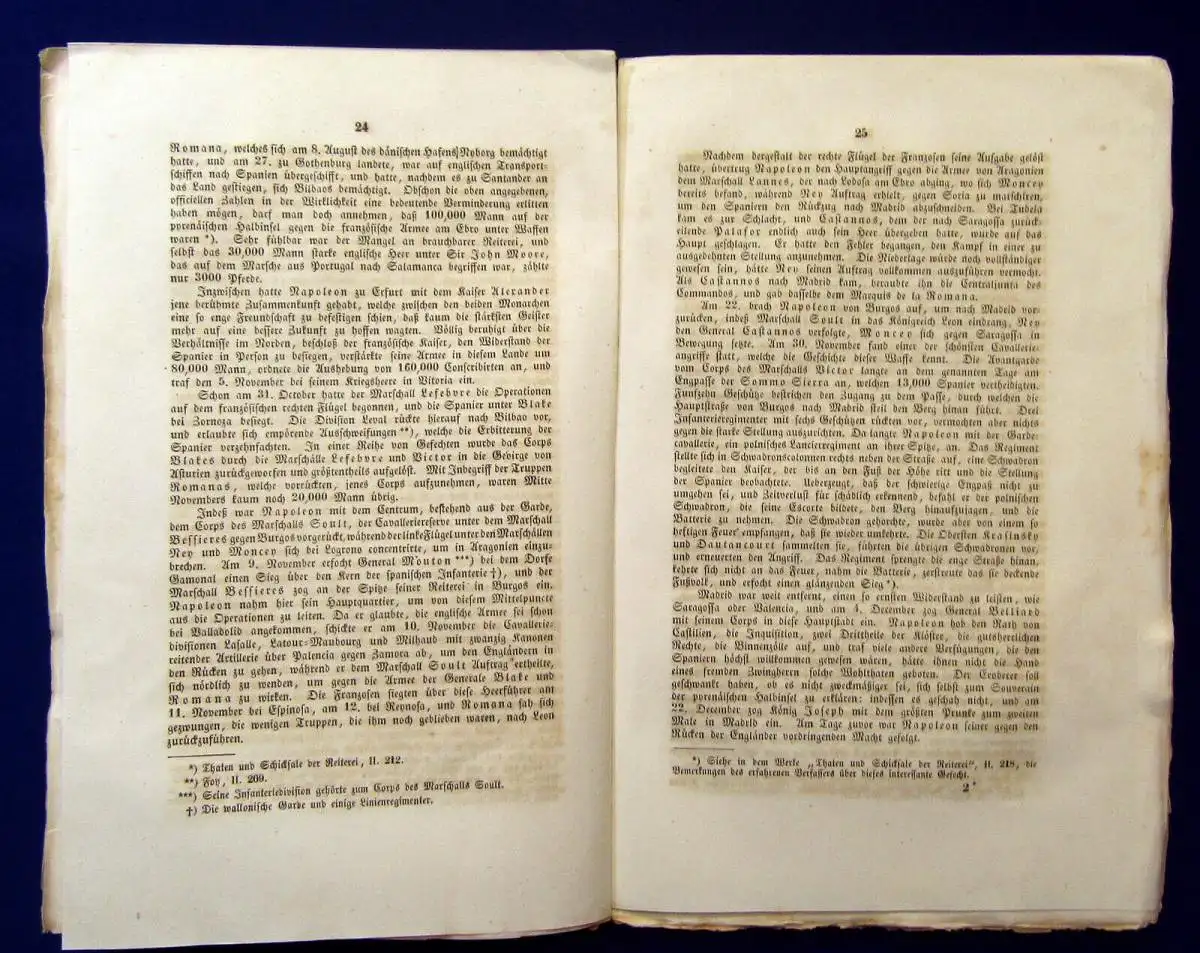 24
Romana, welches sich am 8. August des dänischen Hafens Nyborg bemächtigt
hatte, und am 27. zu Gothenburg landete, war auf englischen Transport-
schiffen nach Spanien übergeschifft, und hatte, nachdem es zu Santander an
das Land gestiegen, sich Bilbaos bemächtigt. Obschon die oben angegebenen,
officiellen Zahlen in der Wirklichkeit eine bedeutende Verminderung erlitten
haben mögen, darf man doch annehmen, daß 100,000 Mann auf der
pyrenäischen Halbinsel gegen die französische Armee am Ebro unter Waffen
waren *). Sehr fühlbar war der Mangel an brauchbarer Reiterei, und
selbst das 30,000 Mann starke englische Heer unter Sir John Moore,
das auf dem Marsche aus Portugal nach Salamanca begriffen war, zählte
nur 3000 Pferde.
Inzwischen hatte Napoleon zu Erfurt mit dem Kaiser Alexander
jene berühmte Zusammenkunft gehabt, welche zwischen den beiden Monarchen
eine so enge Freundschaft zu befestigen schien, daß kaum die stärksten Geister
mehr auf eine bessere Zukunft zu hoffen wagten. Völlig beruhigt über die
Verhältnisse im Norden, beschloß der französische Kaiser, den Widerstand der
Spanier in Person zu besiegen, verstärkte seine Armee in diesem Lande um
80,000 Mann, ordnete die Aushebung von 160,000 Conscribirten an, und
traf den 5. November bei seinem Kriegsheere in Vitoria ein.
Schon am 31. October hatte der Marschall Lefebvre die Operationen
auf dem französischen rechten Flügel begonnen, und die Spanier unter Blake
bei Zornoza besiegt. Die Division Leval rückte hierauf nach Bilbao vor,
und erlaubte sich empörende Ausschweifungen **), welche die Erbitterung der
Spanier verzehnfachten. In einer Reihe von Gefechten wurde das Corps
Blakes durch die Marschälle Lefebvre und Victor in die Gebirge von
Asturien zurückgeworfen und größtentheils aufgelöst. Mit Inbegriff der Truppen
Romanas, welche vorrückten, jenes Corps aufzunehmen, waren Mitte
Novembers kaum noch 20,000 Mann übrig.
Indeß war Napoleon mit dem Centrum, bestehend aus der Garde,
dem Corps des Marschalls Soult, der Cavalleriereserve unter dem Marschall
Bessieres gegen Burgos vorgerückt, während der linke Flügel unter den Marschällen
Ney und Moncey sich bei Logrono concentrirte, um in Aragonien einzu-
brechen. Am 9. November erfocht General Mouton ***) bei dem Dorfe
Gamonal einen Sieg über den Kern der spanischen Infanterie †), und der
Marschall Bessieres zog an der Spitze seiner Reiterei in Burgos ein.
Napoleon nahm hier sein Hauptquartier, um von diesem Mittelpuncte
aus die Operationen zu leiten. Da er glaubte, die englische Armee sei schon
bei Valladolid angekommen, schickte er am 10. November die Cavallerie-
divisionen Lasalle, Latour-Maubourg und Milhaud mit zwanzig Kanonen
reitender Artillerie über Palencia gegen Zamora ab, um den Engländern in
den Rücken zu gehen, während er dem Marschall Soult Auftrag ertheilte,
sich nördlich zu wenden, um gegen die Armee der Generale Blake und
Romana zu wirken. Die Franzosen siegten über diese Heerführer am
11. November bei Espinosa, am 12. bei Reynosa, und Romana sah sich
gezwungen, die wenigen Truppen, die ihm noch geblieben waren, nach Leon
zurückzuführen.
*) Thaten und Schicksale der Reiterei, II. 212.
**) Foy, II. 269.
***) Seine Infanteriedivision gehörte zum Corps des Marschalls Soult.
†) Die wallonische Garde und einige Linienregimenter.
25
Nachdem dergestalt der rechte Flügel der Franzosen seine Aufgabe gelöst
hatte, übertrug Napoleon den Hauptangriff gegen die Armee von Aragonien
dem Marschall Lannes, der nach Lodosa am Ebro abging, wo sich Moncey
bereits befand, während Ney Auftrag erhielt, gegen Soria zu marschiren,
um den Spaniern den Rückzug nach Madrid abzuschneiden. Bei Tudela
kam es zur Schlacht, und Castannos, dem der nach Saragossa zurück-
eilende Palafox endlich auch sein Heer übergeben hatte, wurde auf das
Haupt geschlagen. Er hatte den Fehler begangen, den Kampf in einer zu
ausgedehnten Stellung anzunehmen. Die Niederlage würde noch vollständiger
gewesen sein, hätte Ney seinen Auftrag vollkommen auszuführen vermocht.
Als Castannos nach Madrid kam, beraubte ihn die Centraljunta des
Commandos, und gab dasselbe dem Marquis de la Romana.
Am 22. brach Napoleon von Burgos auf, um nach Madrid vor-
zurücken, indeß Marschall Soult in das Königreich Leon eindrang, Ney
den General Castannos verfolgte, Moncey sich gegen Saragossa in
Bewegung setzte. Am 30. November fand einer der schönsten Cavallerie-
angriffe statt, welche die Geschichte dieser Waffe kennt. Die Avantgarde
vom Corps des Marschalls Victor langte an dem genannten Tage am
Engpasse der Sommo Sierra an, welchen 13,000 Spanier vertheidigten.
Funfzehn Geschütze bestrichen den Zugang zu dem Passe, durch welchen die
Hauptstraße von Burgos nach Madrid steil den Berg hinan führt. Drei
Infanterieregimenter mit sechs Geschützen rückten vor, vermochten aber nichts
gegen die starke Stellung auszurichten. Da langte Napoleon mit der Garde-
cavallerie, ein polnisches Lancierregiment an ihrer Spitze, an. Das Regiment
stellte sich in Schwadronscolonnen rechts neben der Straße auf, eine Schwadron
begleitete den Kaiser, der bis an den Fuß der Höhe ritt und die Stellung
der Spanier beobachtete. Ueberzeugt, daß der schwierige Engpaß nicht zu
umgehen sei, und Zeitverlust für schädlich erkennend, befahl er der polnischen
Schwadron, die seine Escorte bildete, den Berg hinaufzujagen, und die
Batterie zu nehmen. Die Schwadron gehorchte, wurde aber von einem so
heftigen Feuer empfangen, daß sie wieder umkehrte. Die Obersten Krasinsky
und Dautancourt sammelten sie, führten die übrigen Schwadronen vor,
und erneuerten den Angriff. Das Regiment sprengte die enge Straße hinan,
kehrte sich nicht an das Feuer, nahm die Batterie, zerstreute das sie deckende
Fußvolk, und erfocht einen glänzenden Sieg *).
Madrid war weit entfernt, einen so ernsten Widerstand zu leisten, wie
Saragossa oder Valencia, und am 4. December zog General Belliard
mit seinem Corps in diese Hauptstadt ein. Napoleon hob den Rath von
Castilien, die Inquisition, zwei Drittheile der Klöster, die gutsherrlichen
Rechte, die Binnenzölle auf, und traf viele andere Verfügungen, die den
Spaniern höchst willkommen gewesen wären, hätte ihnen nicht die Hand
eines fremden Zwingherrn solche Wohlthaten geboten. Der Eroberer soll
geschwankt haben, ob es nicht zweckmäßiger sei, sich selbst zum Souverain
der pyrenäischen Halbinsel zu erklären: indessen es geschah nicht, und am
22. December zog König Joseph mit dem größten Prunke zum zweiten
Male in Madrid ein. Am Tage zuvor war Napoleon seiner gegen den
Rücken der Engländer vordringenden Macht gefolgt.
*) Siehe in dem Werke „Thaten und Schicksale der Reiterei“, II. 218, die
Bemerkungen des erfahrenen Verfassers über dieses interessante Gefecht.
2*